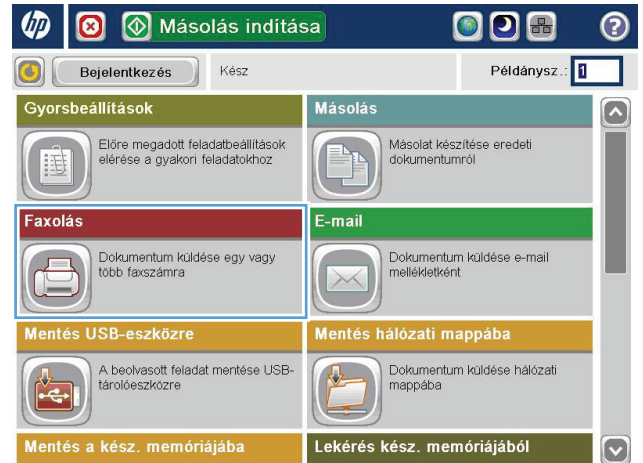 hp
Másolás indítása
?
Bejelentkezés
Kész
Példánysz.: 1
Gyorsbeállítások
Előre megadott feladatbeállítások
elérése a gyakori feladatokhoz
Másolás
Másolat készítése eredeti
dokumentumról
Faxolás
Dokumentum küldése egy vagy
több faxszámra
E-mail
Dokumentum küldése e-mail
mellékletként
Mentés USB-eszközre
A beolvasott feladat mentése USB-
tárolóeszközre
Mentés hálózati mappába
Dokumentum küldése hálózati
mappába
Mentés a kész. memóriájába
Lekérés kész. memóriájából